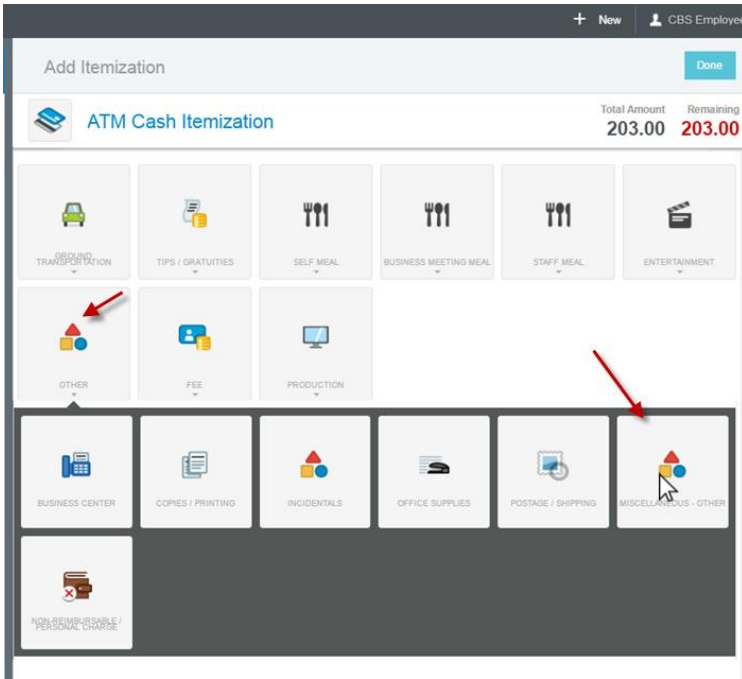 + New CBS Employee
Add Itemization Done
ATM Cash Itemization
Total Amount Remaining
203.00 203.00
GROUND
TRANSPORTATION
TIPS / GRATUITIES
SELF MEAL
BUSINESS MEETING MEAL
STAFF MEAL
ENTERTAINMENT
OTHER
FEE
PRODUCTION
BUSINESS CENTER
COPIES / PRINTING
INCIDENTALS
OFFICE SUPPLIES
POSTAGE / SHIPPING
MISCELLANEOUS - OTHER
NON-REIMBURSABLE /
PERSONAL CHARGE